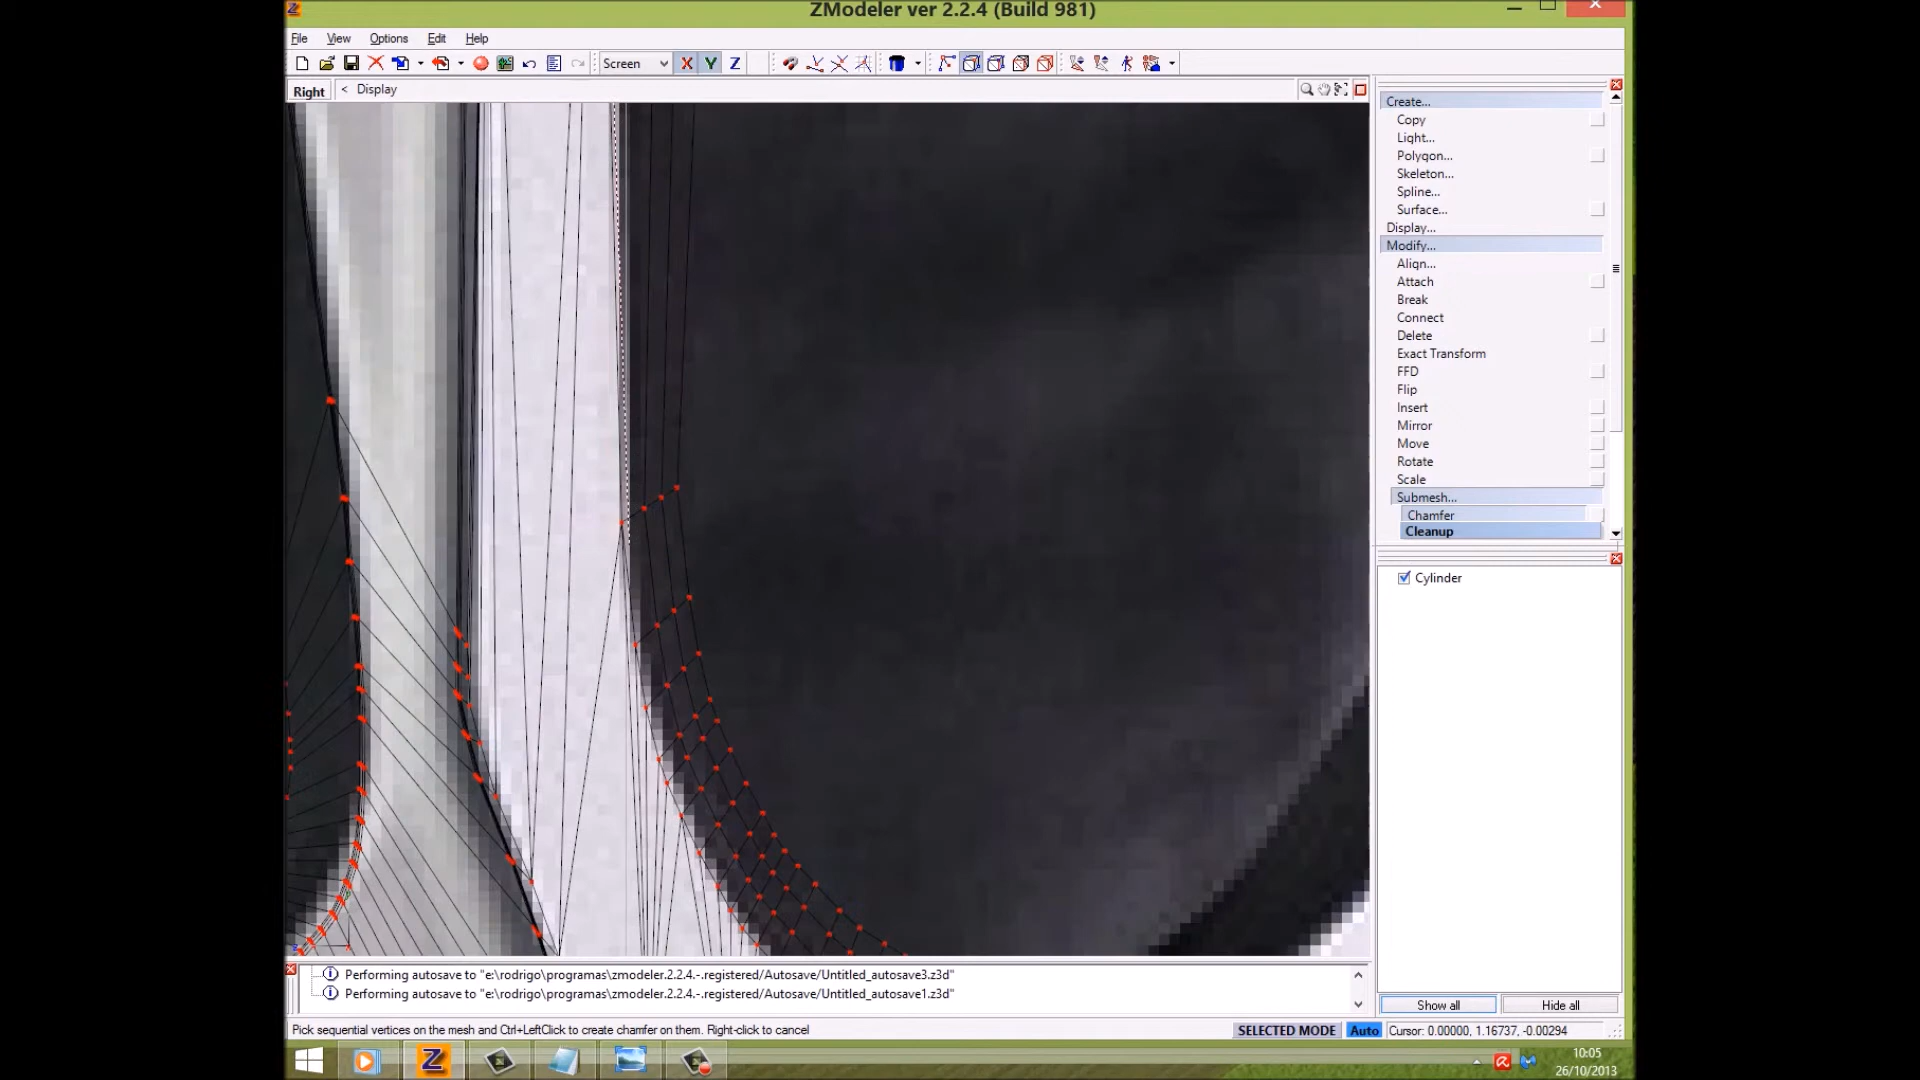 ZModeler ver 2.2.4 (Build 981)
File View Options Edit Help
Screen X Y Z
Right < Display
Create...
Copy
Light...
Polygon...
Skeleton...
Spline...
Surface...
Display...
Modify...
Align...
Attach
Break
Connect
Delete
Exact Transform
FFD
Flip
Insert
Mirror
Move
Rotate
Scale
Submesh...
Chamfer
Cleanup
Cylinder
Show all Hide all
Performing autosave to "e:\rodrigo\programas\zmodeler.2.2.4.-.registered/Autosave/Untitled_autosave3.z3d"
Performing autosave to "e:\rodrigo\programas\zmodeler.2.2.4.-.registered/Autosave/Untitled_autosave1.z3d"
Pick sequential vertices on the mesh and Ctrl+LeftClick to create chamfer on them. Right-click to cancel SELECTED MODE Auto Cursor: 0.00000, 1.16737, -0.00294
10:05
26/10/2013